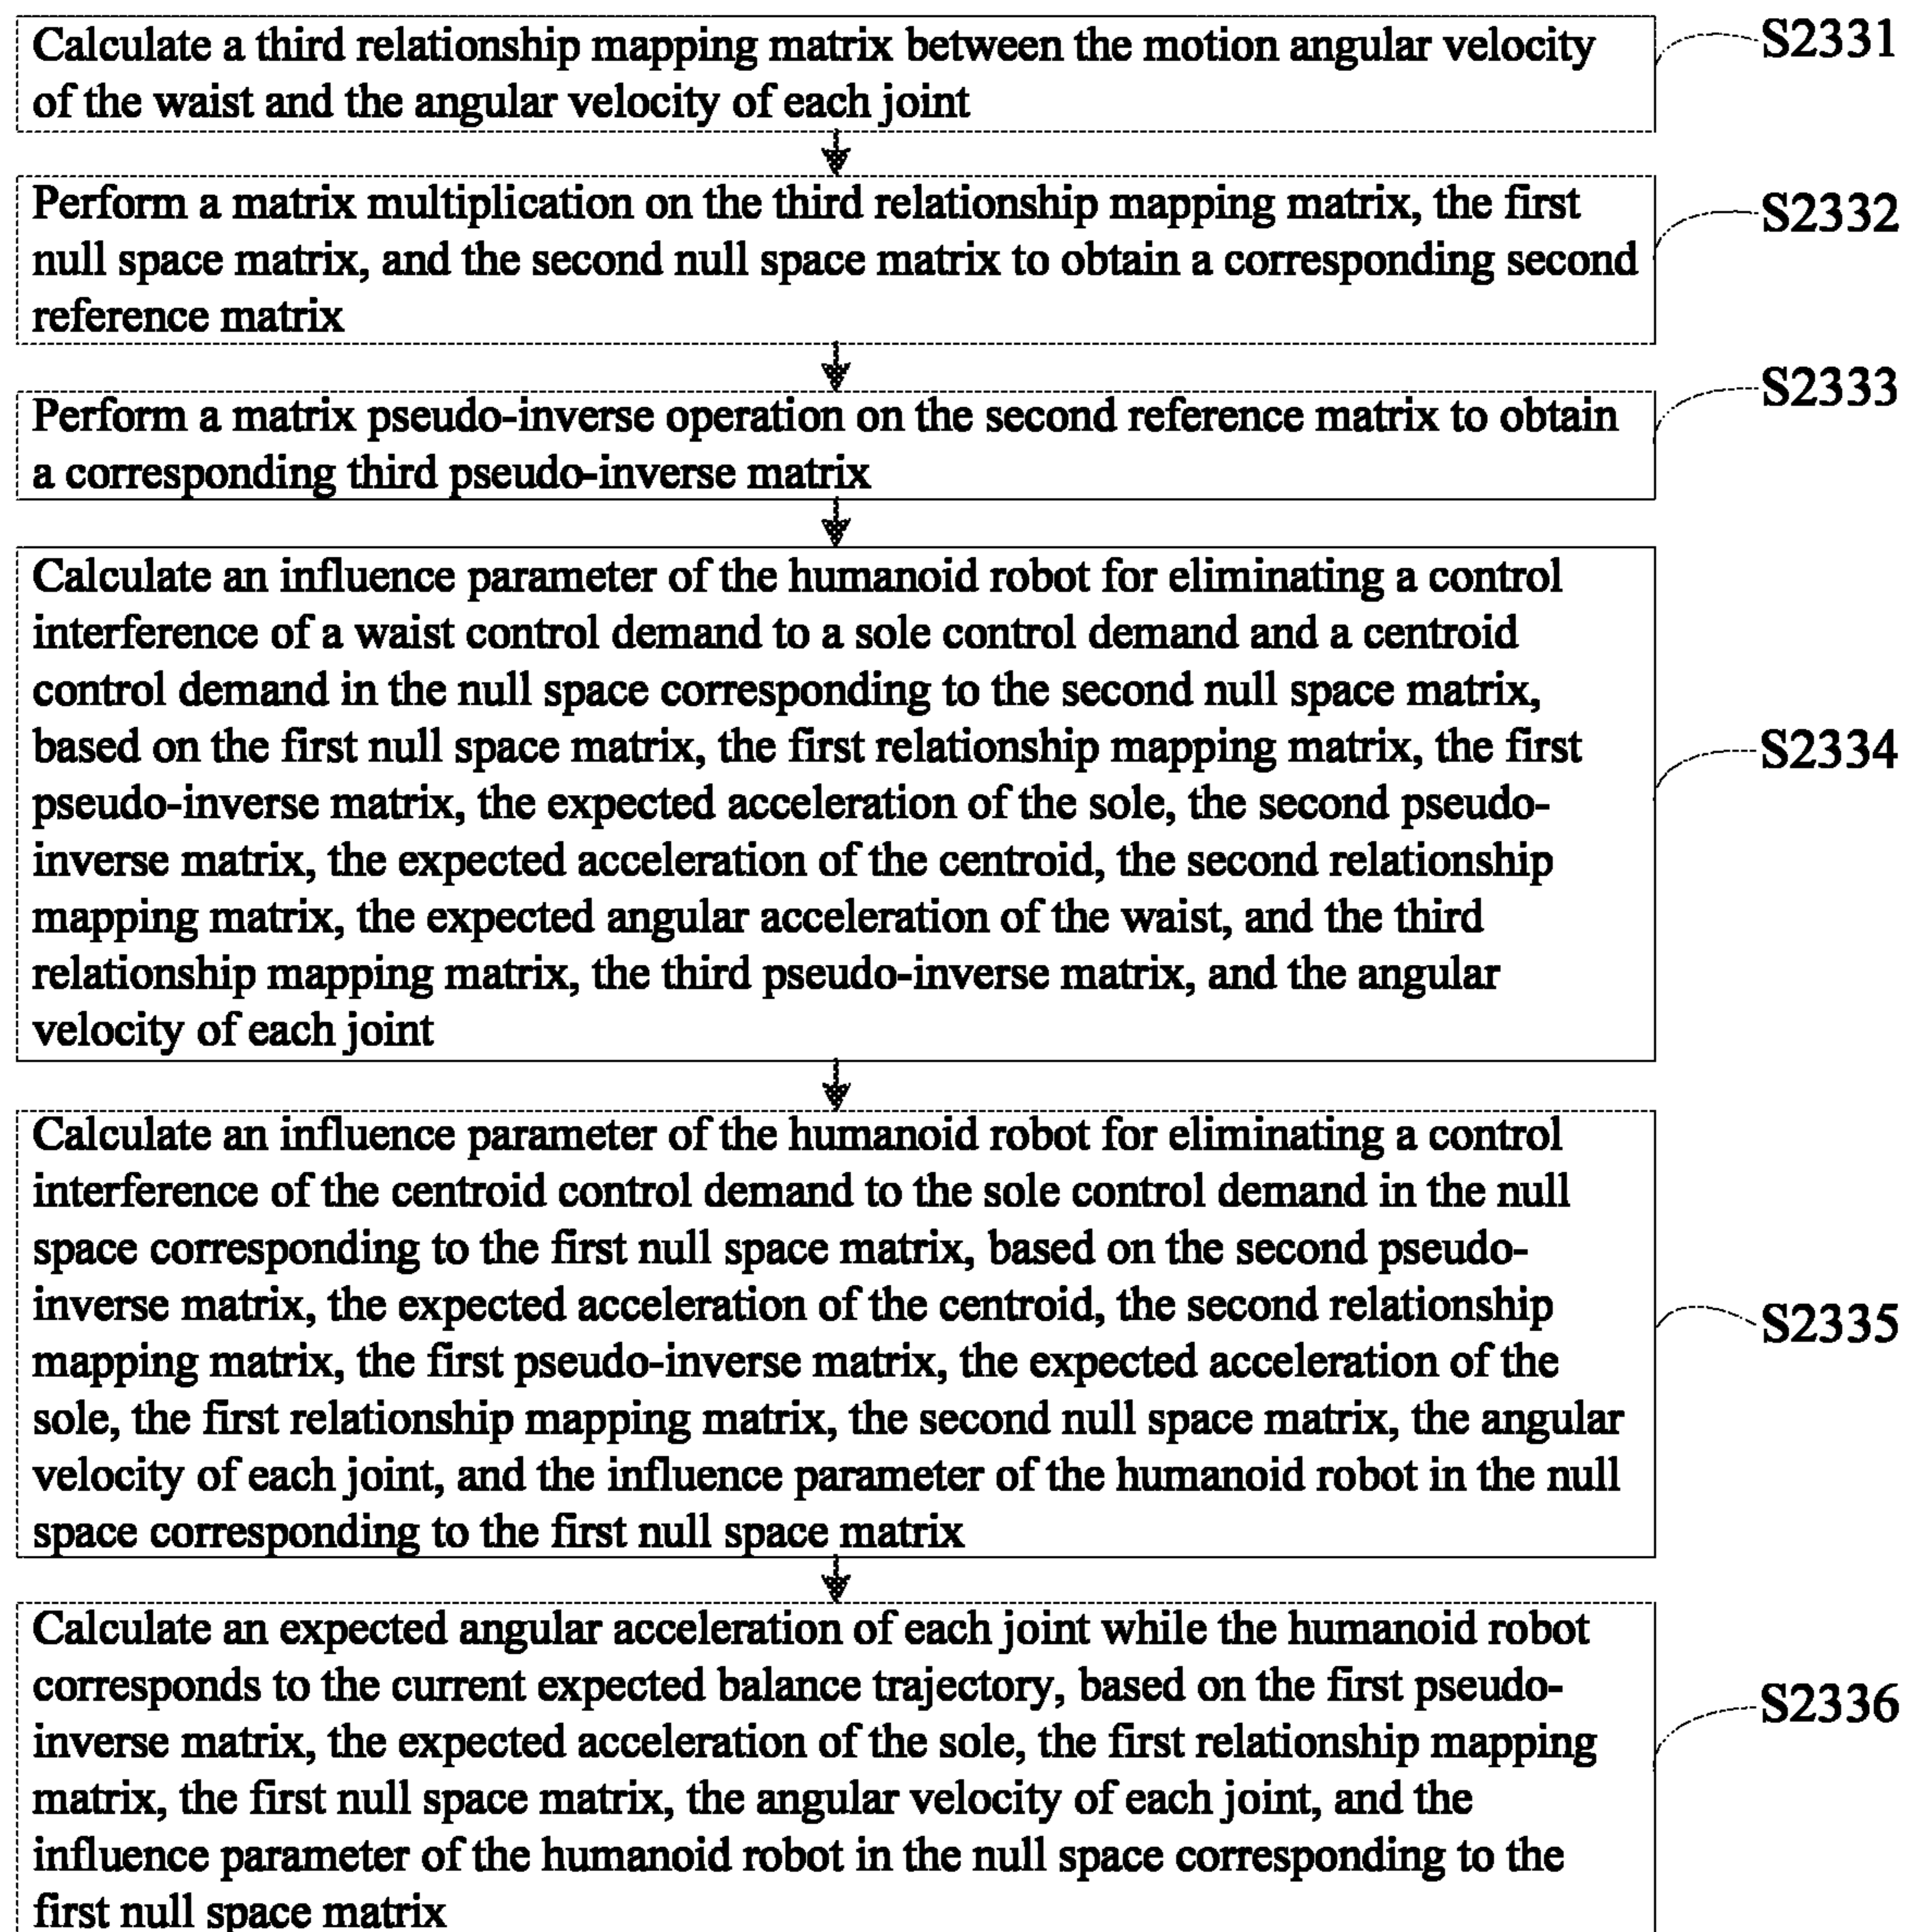 Calculate a third relationship mapping matrix between the motion angular velocity
of the waist and the angular velocity of each joint
S2331
Perform a matrix multiplication on the third relationship mapping matrix, the first
null space matrix, and the second null space matrix to obtain a corresponding second
reference matrix
S2332
Perform a matrix pseudo-inverse operation on the second reference matrix to obtain
a corresponding third pseudo-inverse matrix
S2333
Calculate an influence parameter of the humanoid robot for eliminating a control
interference of a waist control demand to a sole control demand and a centroid
control demand in the null space corresponding to the second null space matrix,
based on the first null space matrix, the first relationship mapping matrix, the first
pseudo-inverse matrix, the expected acceleration of the sole, the second pseudo-
inverse matrix, the expected acceleration of the centroid, the second relationship
mapping matrix, the expected angular acceleration of the waist, and the third
relationship mapping matrix, the third pseudo-inverse matrix, and the angular
velocity of each joint
S2334
Calculate an influence parameter of the humanoid robot for eliminating a control
interference of the centroid control demand to the sole control demand in the null
space corresponding to the first null space matrix, based on the second pseudo-
inverse matrix, the expected acceleration of the centroid, the second relationship
mapping matrix, the first pseudo-inverse matrix, the expected acceleration of the
sole, the first relationship mapping matrix, the second null space matrix, the angular
velocity of each joint, and the influence parameter of the humanoid robot in the null
space corresponding to the first null space matrix
S2335
Calculate an expected angular acceleration of each joint while the humanoid robot
corresponds to the current expected balance trajectory, based on the first pseudo-
inverse matrix, the expected acceleration of the sole, the first relationship mapping
matrix, the first null space matrix, the angular velocity of each joint, and the
influence parameter of the humanoid robot in the null space corresponding to the
first null space matrix
S2336